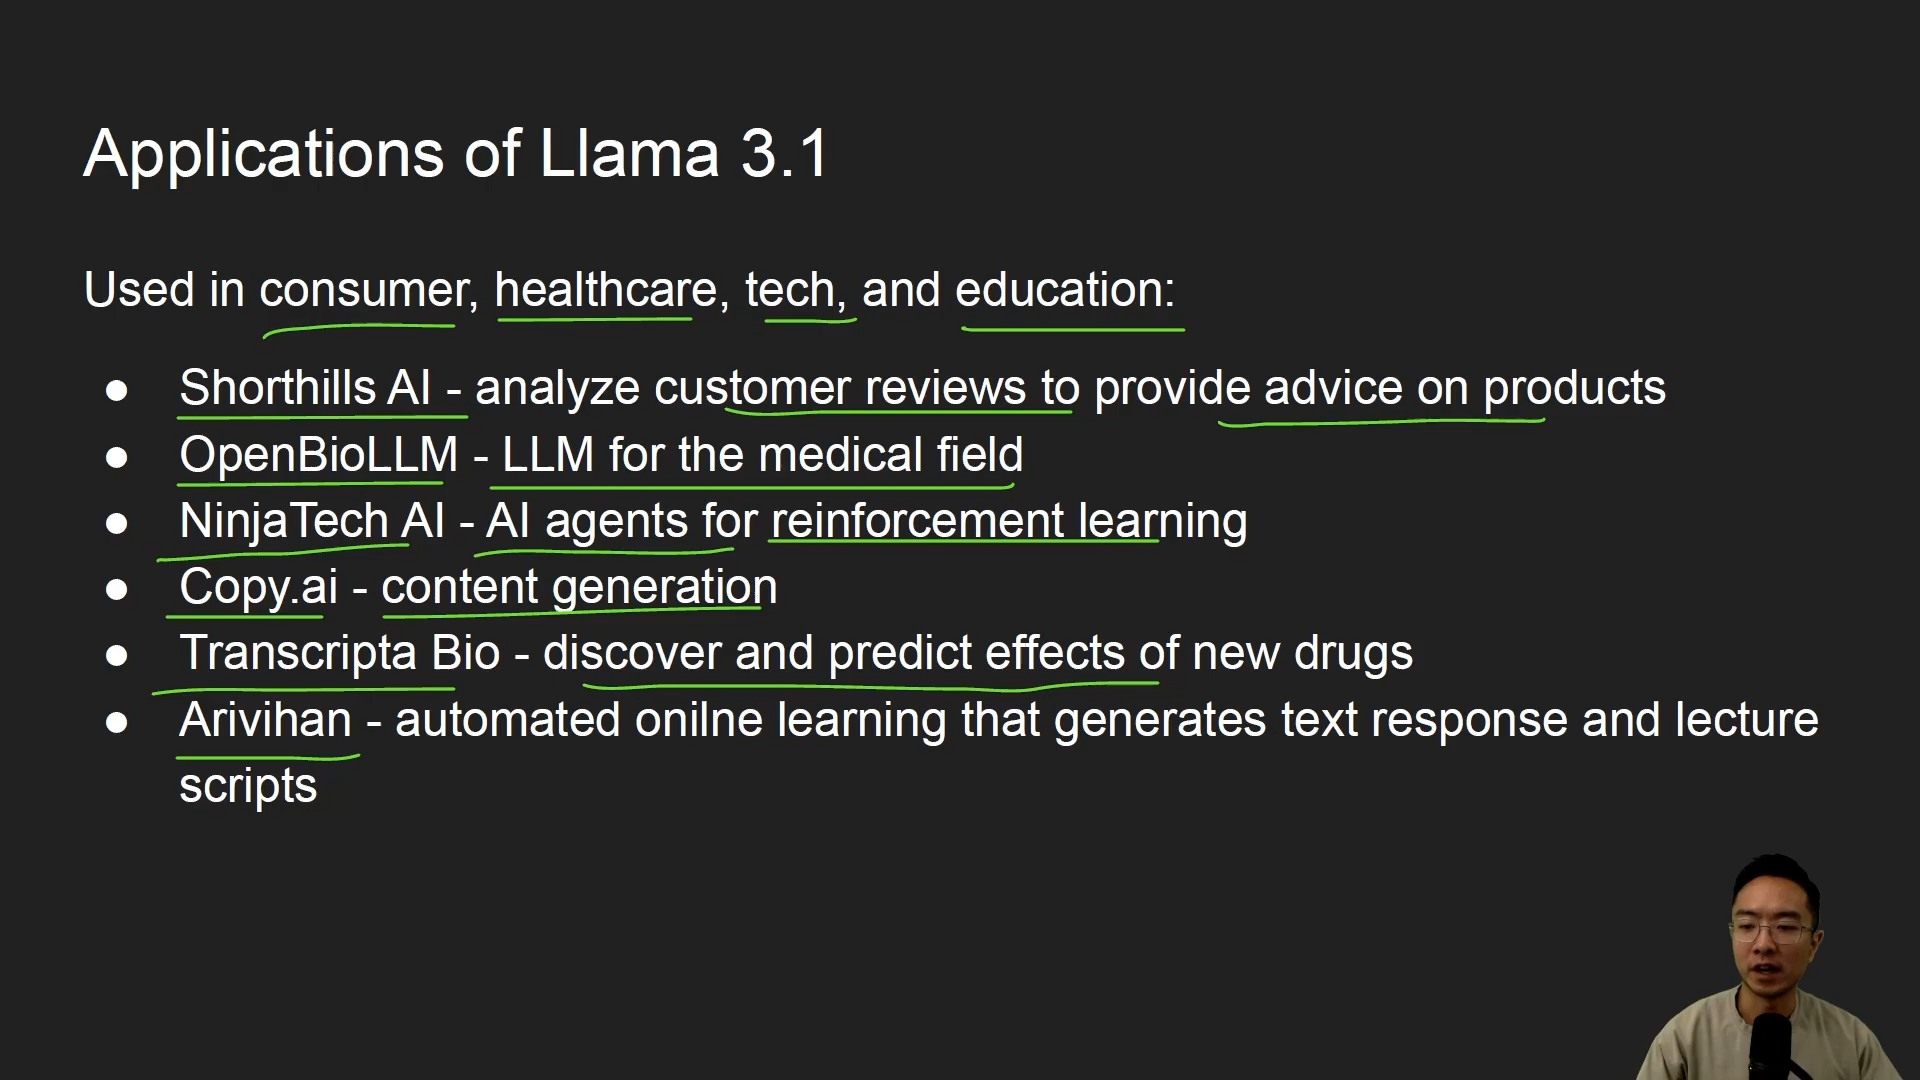 Applications of Llama 3.1
Used in consumer, healthcare, tech, and education:
● Shorthills AI - analyze customer reviews to provide advice on products
● OpenBioLLM - LLM for the medical field
● NinjaTech AI - AI agents for reinforcement learning
● Copy.ai - content generation
● Transcripta Bio - discover and predict effects of new drugs
● Arivihan - automated onilne learning that generates text response and lecture
scripts